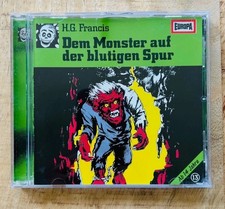 H.G. Francis
EUROPA
Dem Monster auf
der blutigen Spur
13